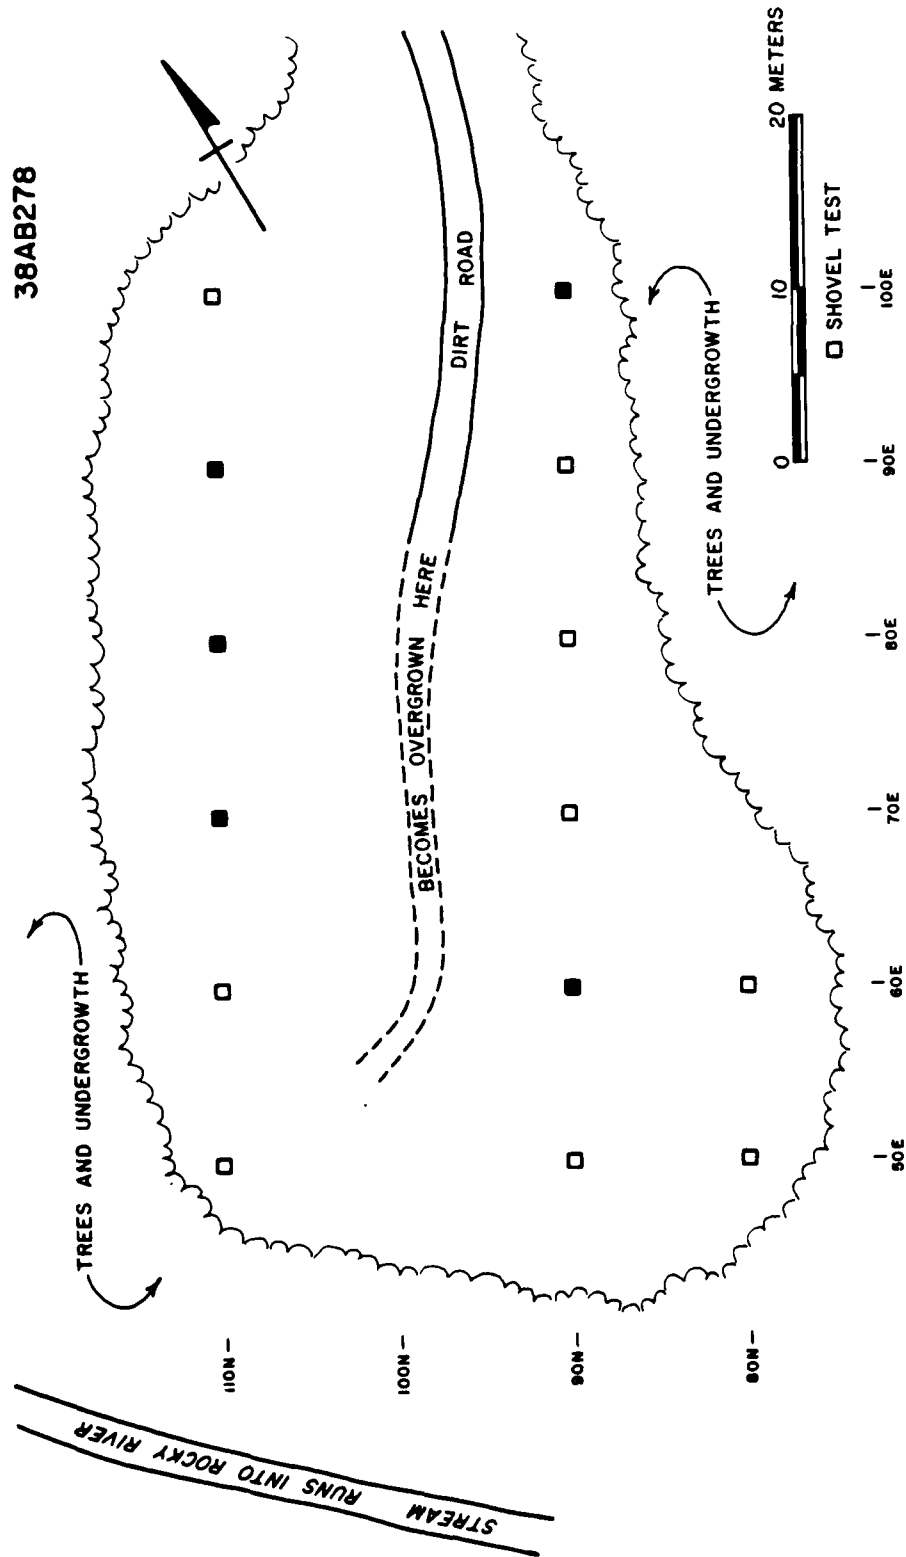 38AB278
TREES AND UNDERGROWTH
DIRT ROAD
BECOMES OVERGROWN HERE
STREAM RUNS INTO ROCKY RIVER
TREES AND UNDERGROWTH
110N
100N
90N
80N
50E
60E
70E
80E
90E
100E
0 10 20 METERS
SHOVEL TEST